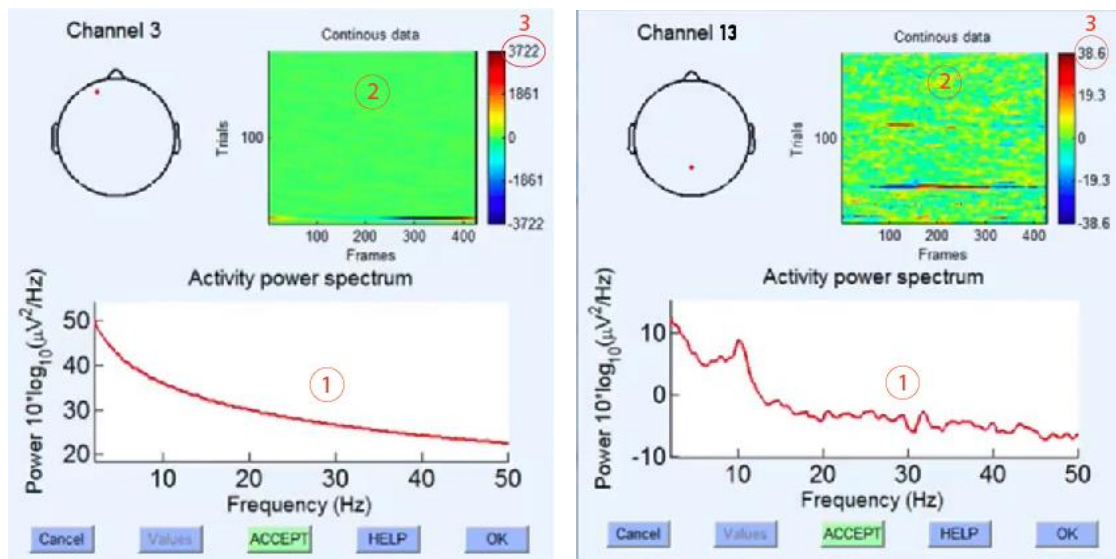 Channel 3
Continous data
3
3722
1861
0
-1861
-3722
2
Trials
100
100 200 300 400
Frames
Activity power spectrum
Power 10*log10(μV2/Hz)
50
40
30
20
1
10 20 30 40 50
Frequency (Hz)
Cancel Values ACCEPT HELP OK
Channel 13
Continous data
3
38.6
19.3
0
-19.3
-38.6
2
Trials
100
100 200 300 400
Frames
Activity power spectrum
Power 10*log10(μV2/Hz)
10
0
-10
1
10 20 30 40 50
Frequency (Hz)
Cancel Values ACCEPT HELP OK